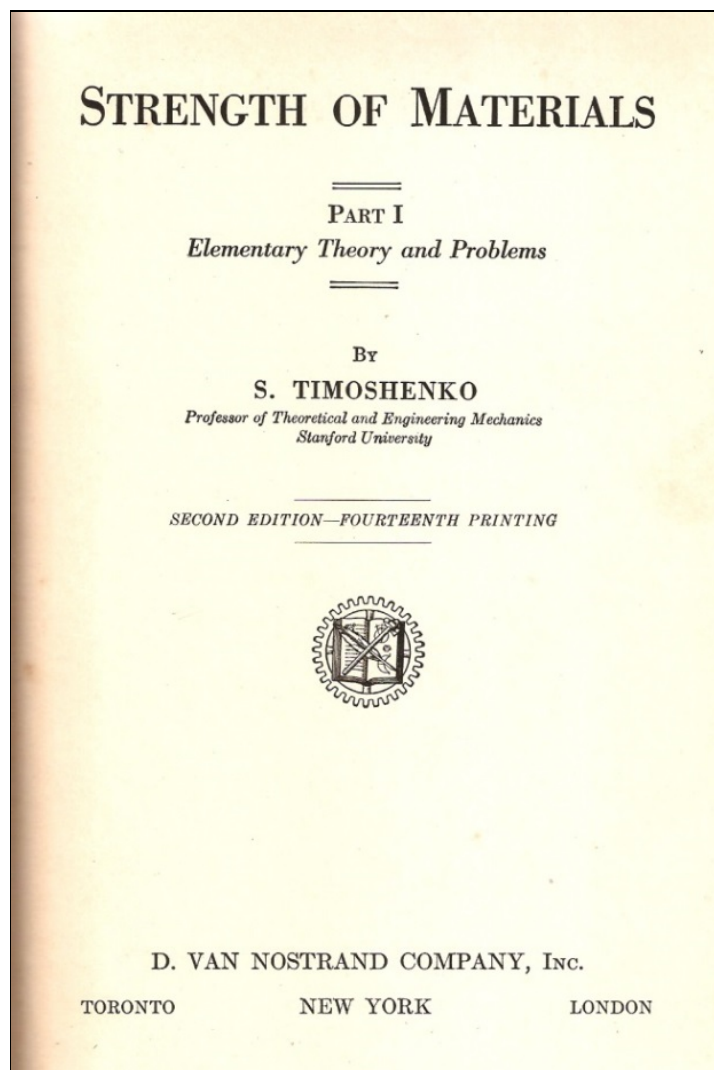 STRENGTH OF MATERIALS
PART I
Elementary Theory and Problems
BY
S. TIMOSHENKO
Professor of Theoretical and Engineering Mechanics
Stanford University
SECOND EDITION—FOURTEENTH PRINTING
D. VAN NOSTRAND COMPANY, INC.
TORONTO NEW YORK LONDON